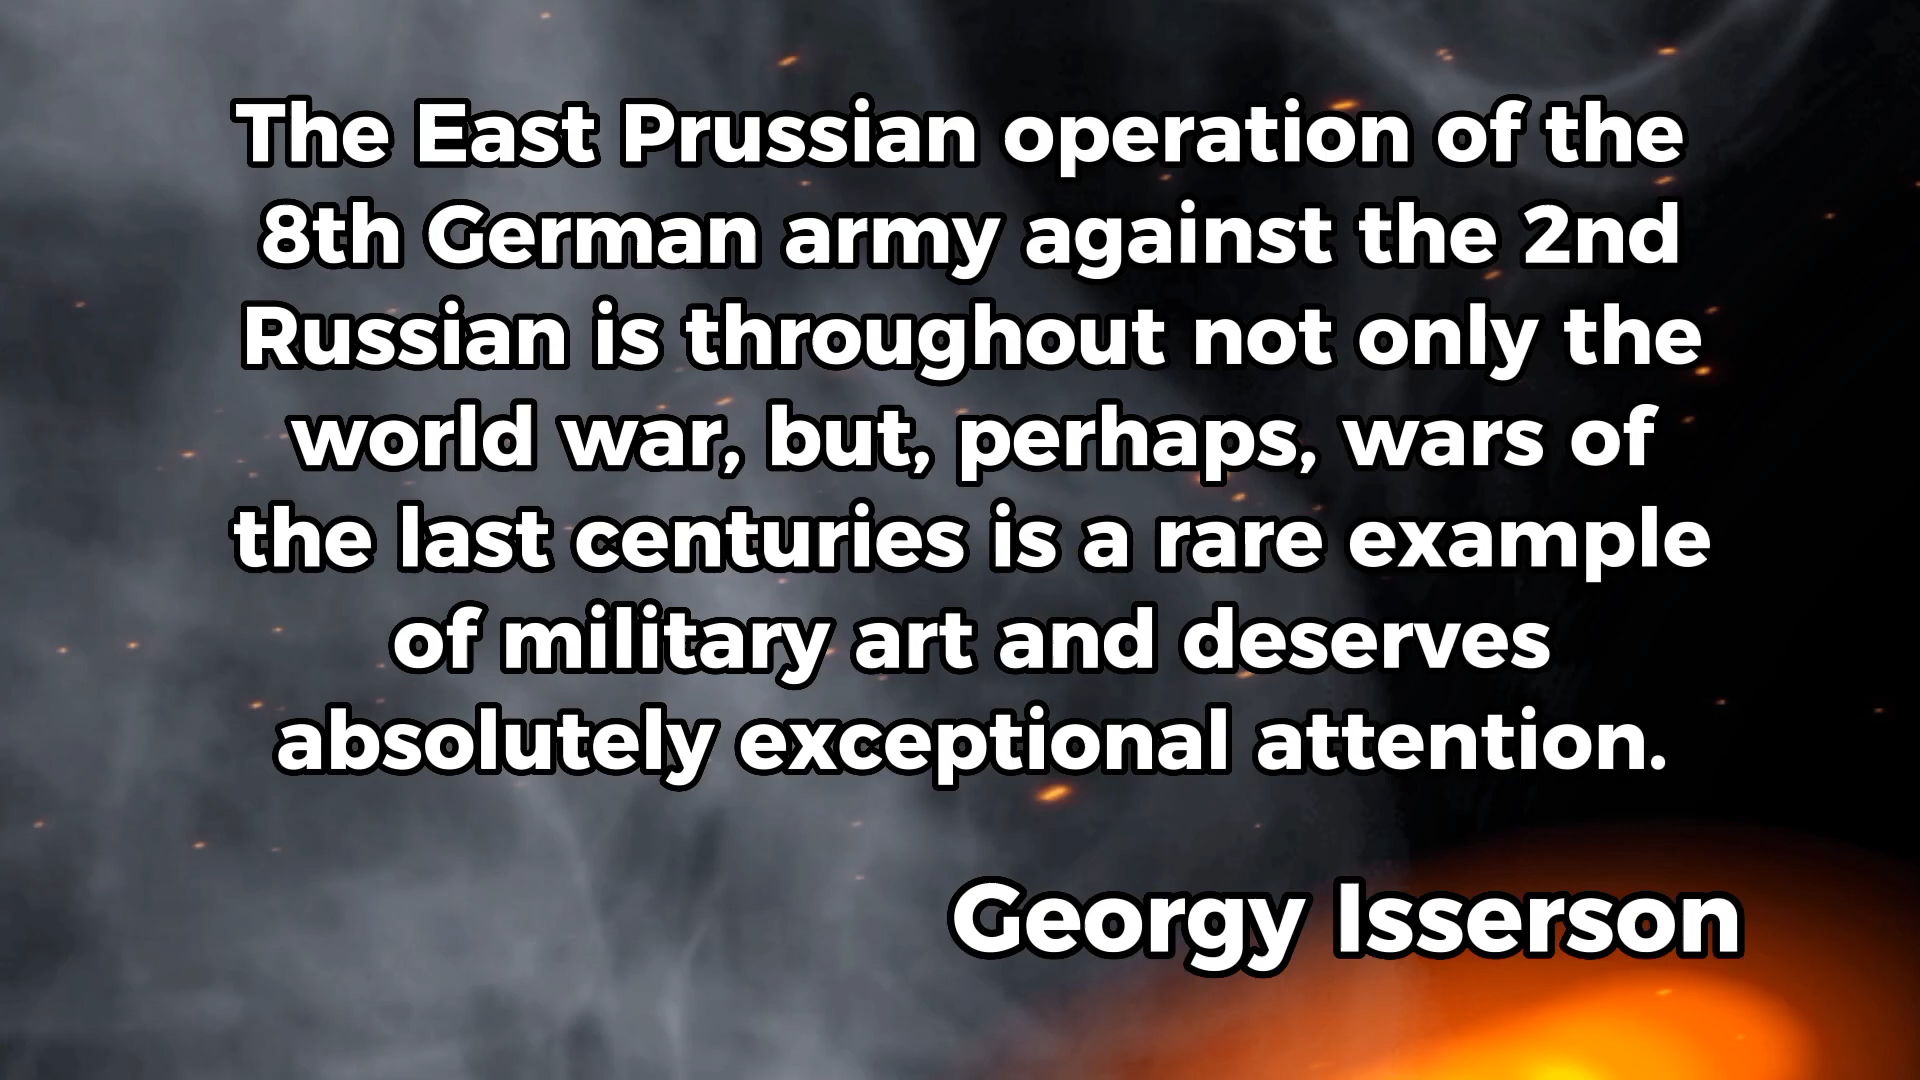 The East Prussian operation of the
8th German army against the 2nd
Russian is throughout not only the
world war, but, perhaps, wars of
the last centuries is a rare example
of military art and deserves
absolutely exceptional attention.
Georgy Isserson